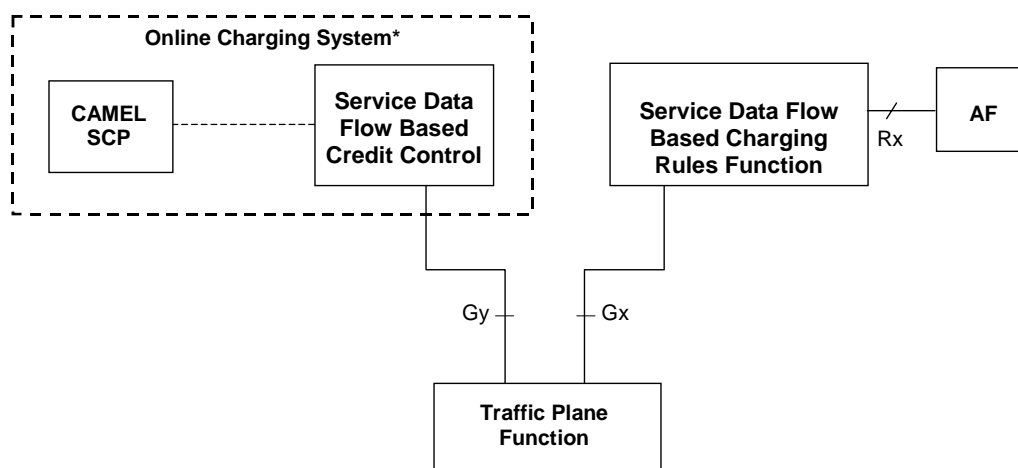 Online Charging System*
CAMEL
SCP
Service Data
Flow Based
Credit Control
Service Data Flow
Based Charging
Rules Function
Rx
AF
Gy
Gx
Traffic Plane
Function